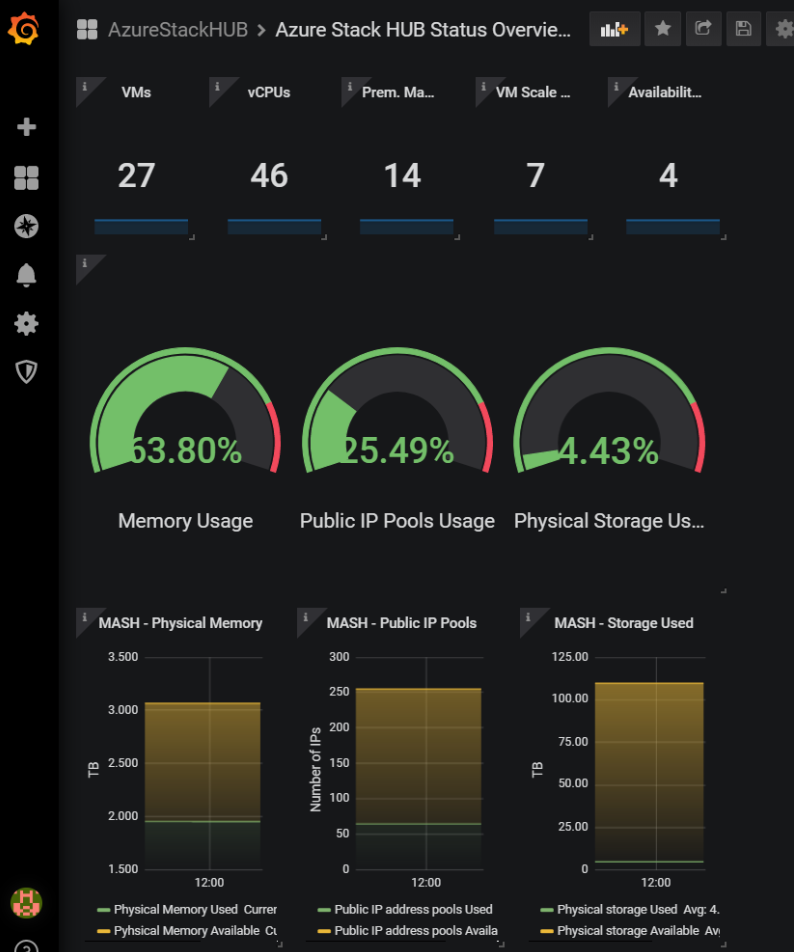 AzureStackHUB > Azure Stack HUB Status Overvie...
VMs
vCPUs
Prem. Ma...
VM Scale ...
Availabilit...
27
46
14
7
4
63.80%
25.49%
4.43%
Memory Usage
Public IP Pools Usage
Physical Storage Us...
MASH - Physical Memory
3.500
3.000
2.500
2.000
1.500
TB
12:00
Physical Memory Used Currer
Pyhsical Memory Available Cu
MASH - Public IP Pools
300
250
200
150
100
50
0
Number of IPs
12:00
Public IP address pools Used
Public IP address pools Availa
MASH - Storage Used
125.00
100.00
75.00
50.00
25.00
0
TB
12:00
Physical storage Used Avg: 4.
Physical storage Available Av